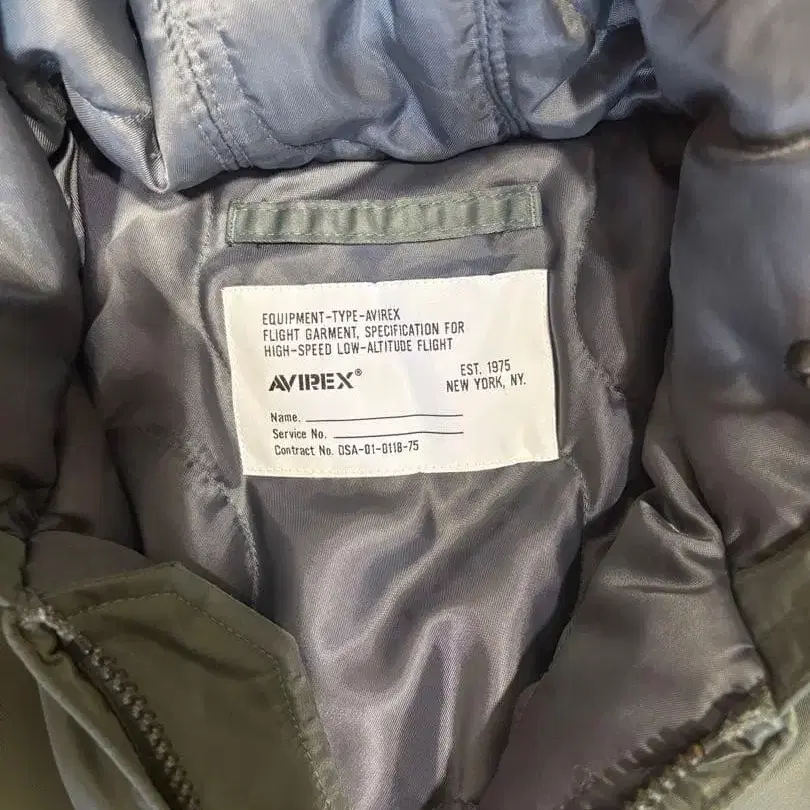 EQUIPMENT-TYPE-AVIREX
FLIGHT GARMENT, SPECIFICATION FOR
HIGH-SPEED LOW-ALTITUDE FLIGHT
AVIREX®
EST. 1975
NEW YORK, NY.
Name.
Service No.
Contract No. DSA-01-0118-75